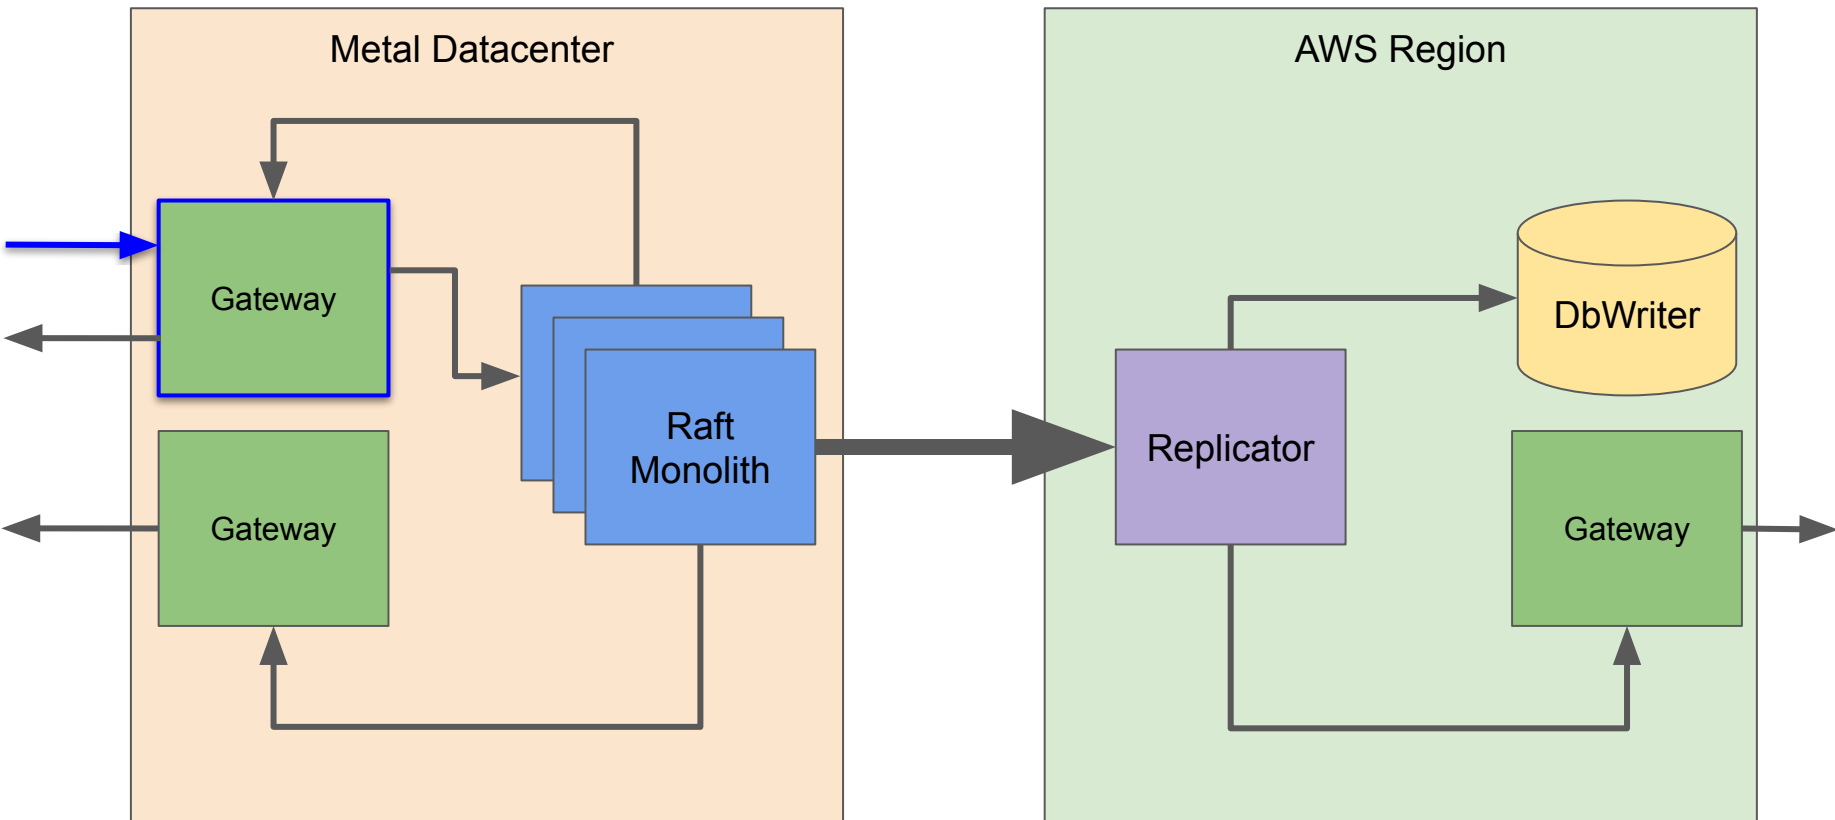 Metal Datacenter
AWS Region
Gateway
DbWriter
Raft
Monolith
Replicator
Gateway
Gateway